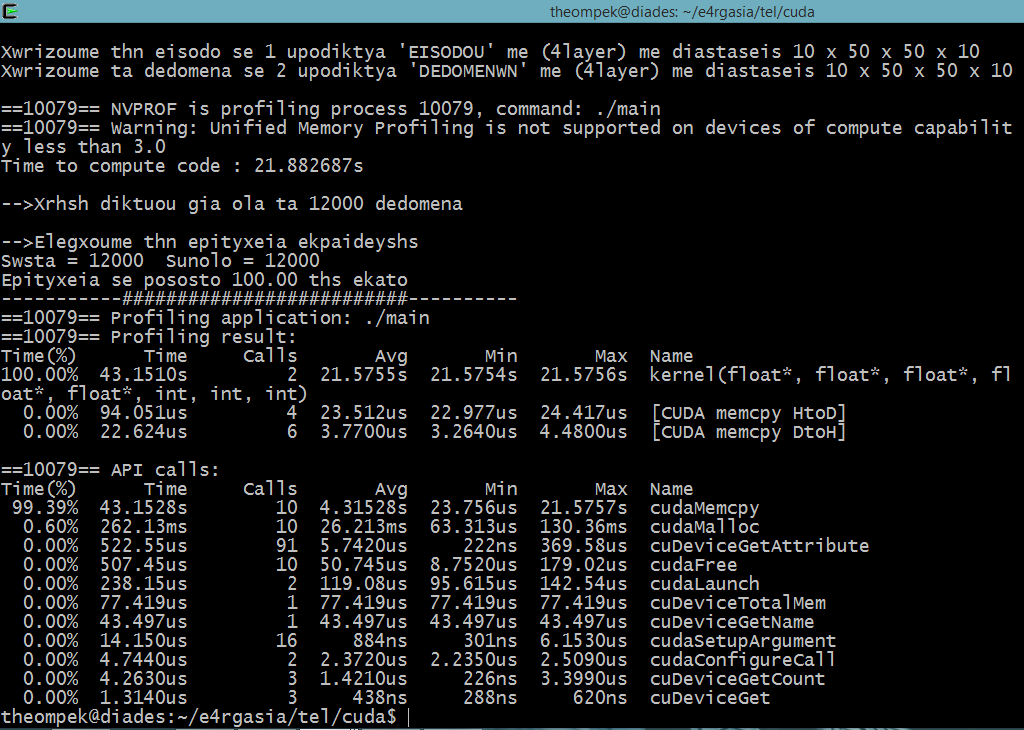 theompek@diades: ~/e4rgasia/tel/cuda
Xwrizoume thn eisodo se 1 upodiktya 'EISODOU' me (4layer) me diastaseis 10 x 50 x 50 x 10
Xwrizoume ta dedomena se 2 upodiktya 'DEDOMENWN' me (4layer) me diastaseis 10 x 50 x 50 x 10
==10079== NVPROF is profiling process 10079, command: ./main
==10079== Warning: Unified Memory Profiling is not supported on devices of compute capabilit
y less than 3.0
Time to compute code : 21.882687s
-->Xrhsh diktuou gia ola ta 12000 dedomena
-->Elegxoume thn epityxeia ekpaideyshs
Swsta = 12000  Sunolo = 12000
Epityxeia se pososto 100.00 ths ekato
-----------##########################----------
==10079== Profiling application: ./main
==10079== Profiling result:
Time(%)      Time     Calls       Avg       Min       Max  Name
100.00%  43.1510s         2  21.5755s  21.5754s  21.5756s  kernel(float*, float*, float*, fl
oat*, float*, int, int, int)
  0.00%  94.051us         4  23.512us  22.977us  24.417us  [CUDA memcpy HtoD]
  0.00%  22.624us         6  3.7700us  3.2640us  4.4800us  [CUDA memcpy DtoH]
==10079== API calls:
Time(%)      Time     Calls       Avg       Min       Max  Name
 99.39%  43.1528s        10  4.31528s  23.756us  21.5757s  cudaMemcpy
  0.60%  262.13ms        10  26.213ms  63.313us  130.36ms  cudaMalloc
  0.00%  522.55us        91  5.7420us     222ns  369.58us  cuDeviceGetAttribute
  0.00%  507.45us        10  50.745us  8.7520us  179.02us  cudaFree
  0.00%  238.15us         2  119.08us  95.615us  142.54us  cudaLaunch
  0.00%  77.419us         1  77.419us  77.419us  77.419us  cuDeviceTotalMem
  0.00%  43.497us         1  43.497us  43.497us  43.497us  cuDeviceGetName
  0.00%  14.150us        16     884ns     301ns  6.1530us  cudaSetupArgument
  0.00%  4.7440us         2  2.3720us  2.2350us  2.5090us  cudaConfigureCall
  0.00%  4.2630us         3  1.4210us     226ns  3.3990us  cuDeviceGetCount
  0.00%  1.3140us         3     438ns     288ns     620ns  cuDeviceGet
theompek@diades:~/e4rgasia/tel/cuda$